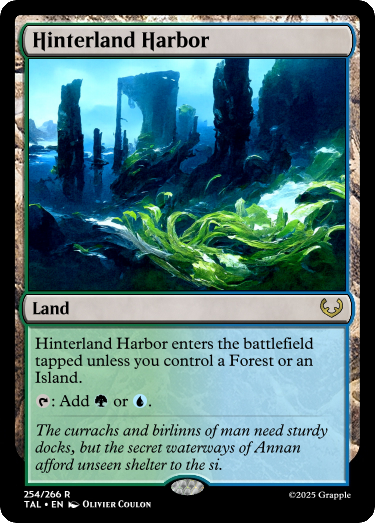 Hinterland Harbor
Land
Hinterland Harbor enters the battlefield
tapped unless you control a Forest or an
Island.
: Add or .
The currachs and birlinns of man need sturdy
docks, but the secret waterways of Annan
afford unseen shelter to the si.
254/266 R
TAL • EN Olivier Coulon
©2025 Grapple